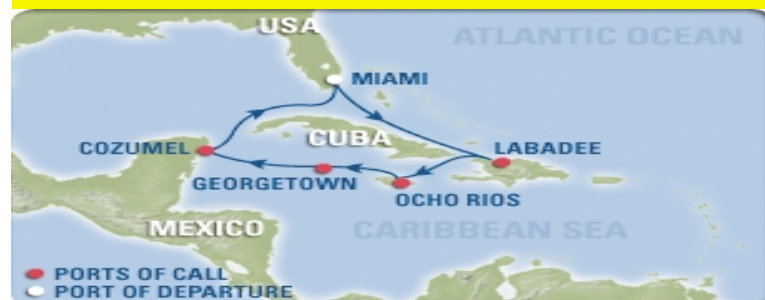 USA
ATLANTIC OCEAN
MIAMI
CUBA
COZUMEL
LABADEE
GEORGETOWN
OCHO RIOS
MEXICO
CARIBBEAN SEA
PORTS OF CALL
PORT OF DEPARTURE